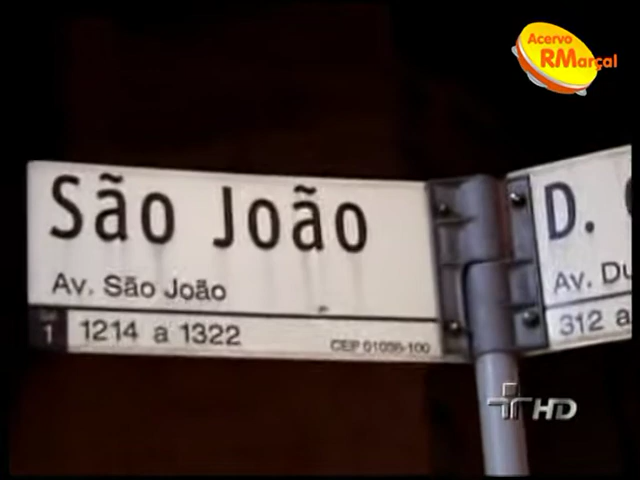 Acervo
RMarçal
São João
Av. São João
1
1214 a 1322
CEP 01036-100
D.
Av. Du
312 a
HD